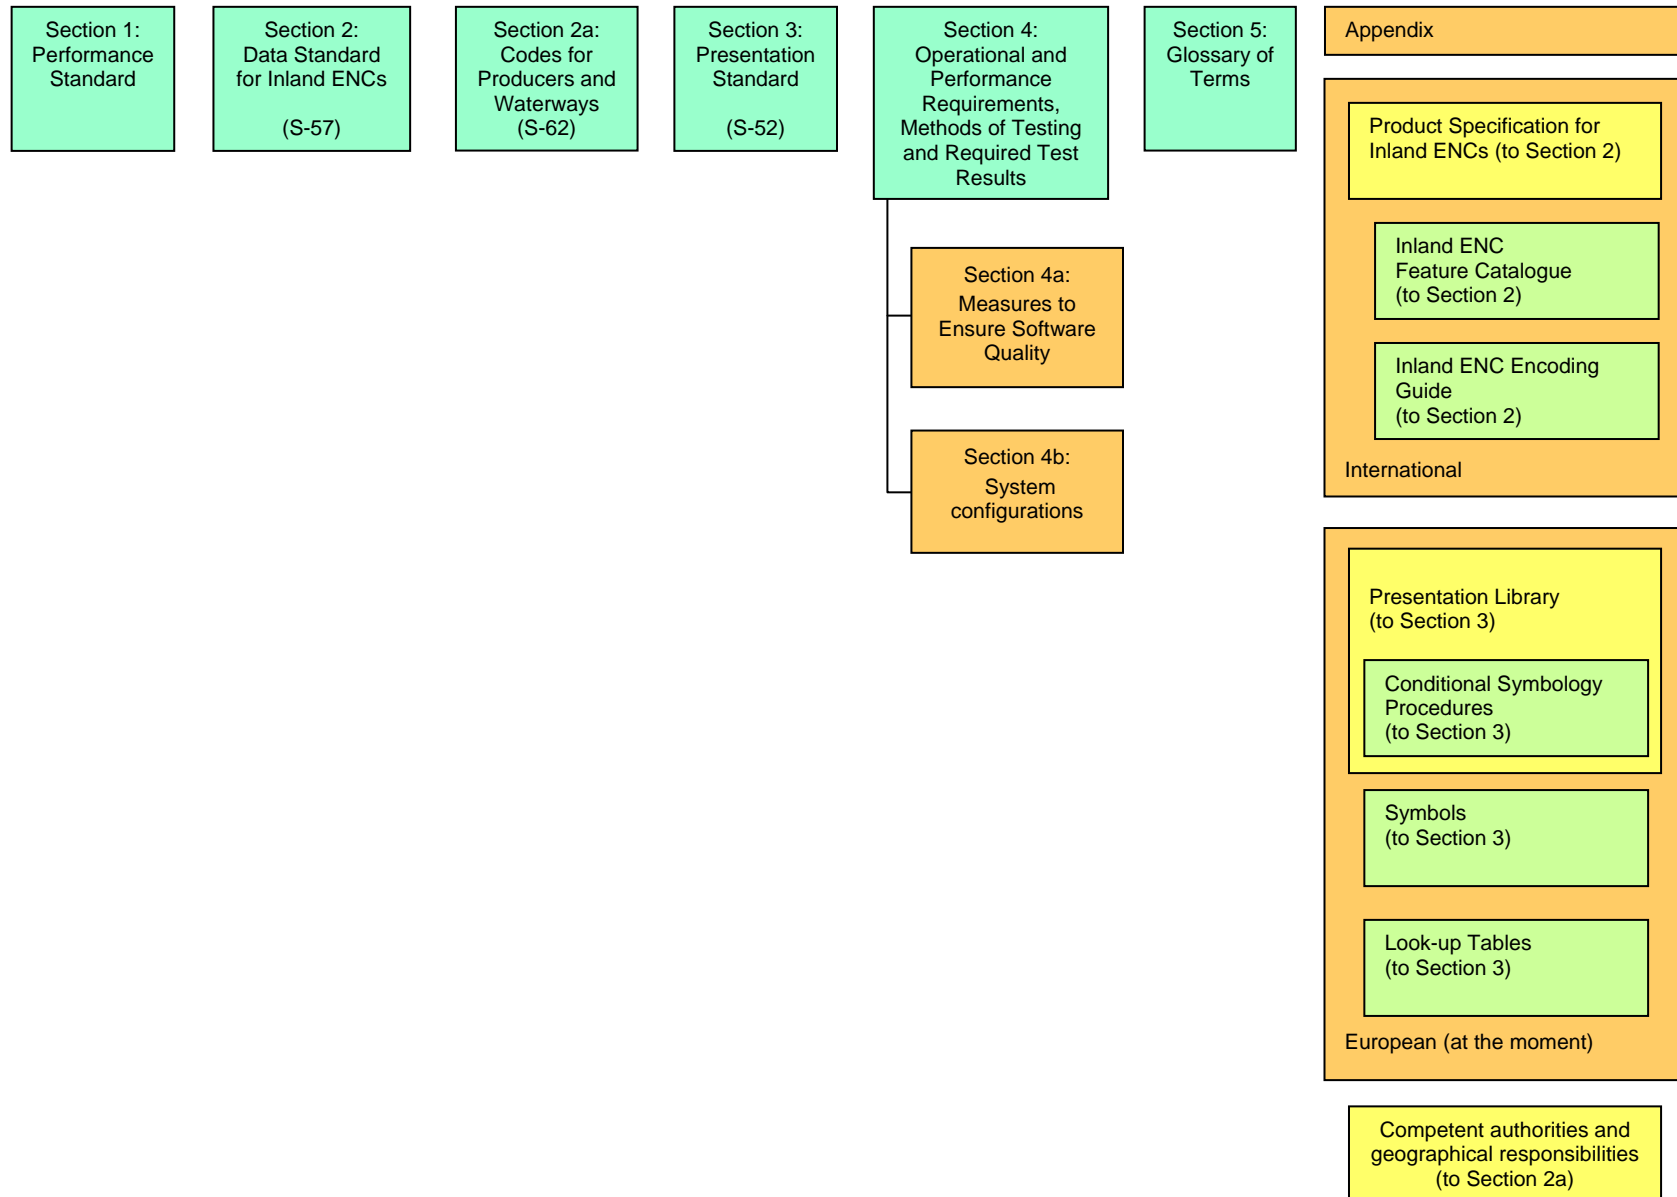 Section 1:
Performance
Standard
Section 2:
Data Standard
for Inland ENCs
(S-57)
Section 2a:
Codes for
Producers and
Waterways
(S-62)
Section 3:
Presentation
Standard
(S-52)
Section 4:
Operational and
Performance
Requirements,
Methods of Testing
and Required Test
Results
Section 4a:
Measures to
Ensure Software
Quality
Section 4b:
System
configurations
Section 5:
Glossary of
Terms
Appendix
Product Specification for
Inland ENCs (to Section 2)
Inland ENC
Feature Catalogue
(to Section 2)
Inland ENC Encoding
Guide
(to Section 2)
International
Presentation Library
(to Section 3)
Conditional Symbology
Procedures
(to Section 3)
Symbols
(to Section 3)
Look-up Tables
(to Section 3)
European (at the moment)
Competent authorities and
geographical responsibilities
(to Section 2a)